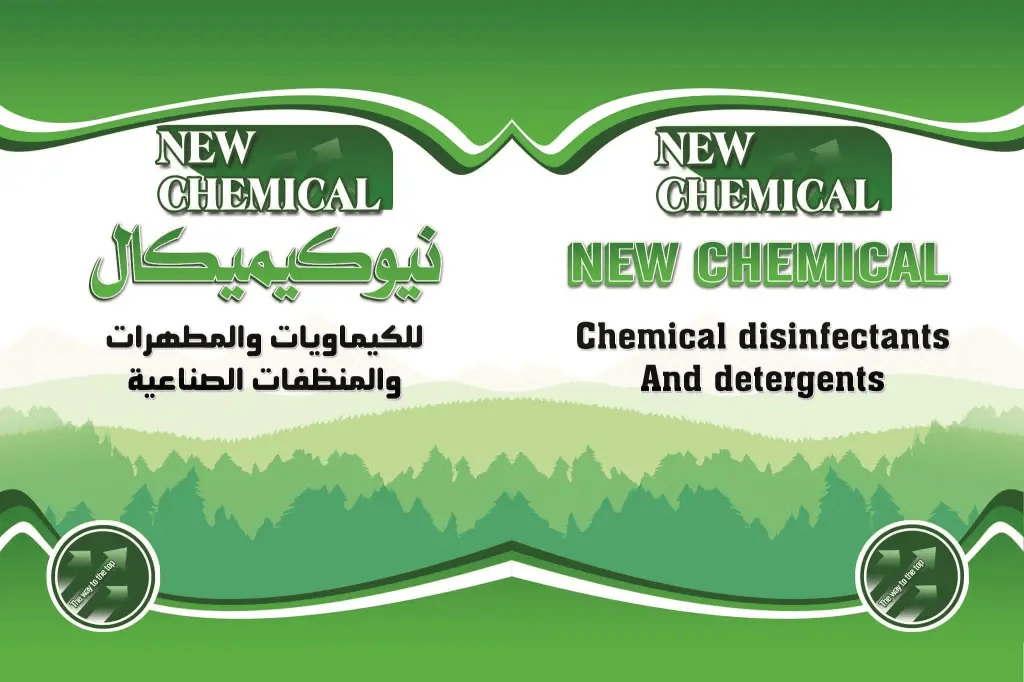 NEW
CHEMICAL
نيوكيميكال
للكيماويات والمطهرات
والمنظفات الصناعية
The way to the top
NEW
CHEMICAL
NEW CHEMICAL
Chemical disinfectants
And detergents
The way to the top